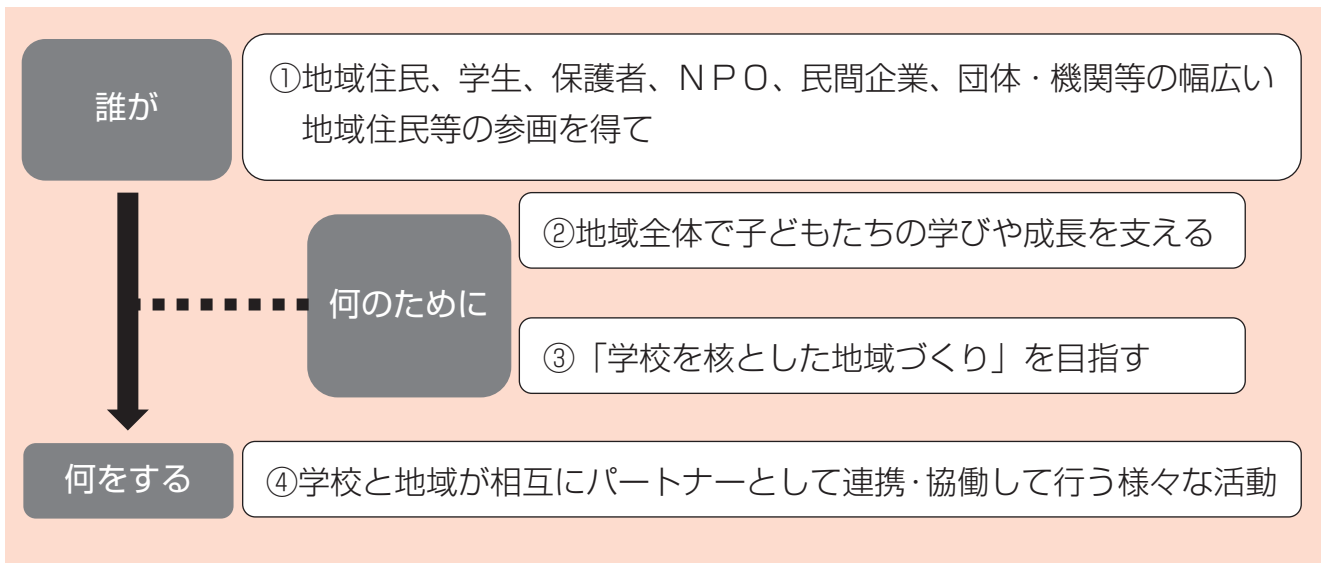 誰が
①地域住民、学生、保護者、ＮＰＯ、民間企業、団体・機関等の幅広い
地域住民等の参画を得て
何のために
②地域全体で子どもたちの学びや成長を支える
③「学校を核とした地域づくり」を目指す
何をする
④学校と地域が相互にパートナーとして連携・協働して行う様々な活動